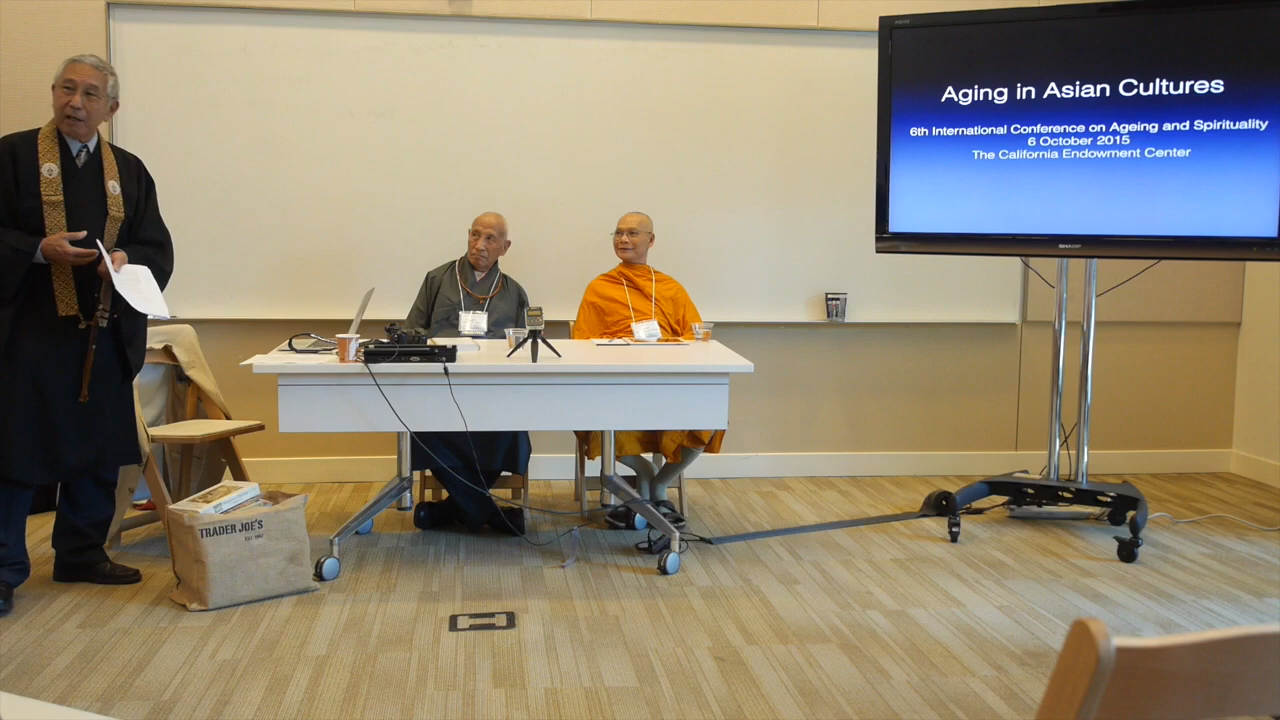 Aging in Asian Cultures
6th International Conference on Ageing and Spirituality
6 October 2015
The California Endowment Center
SHARP
TRADER JOE'S